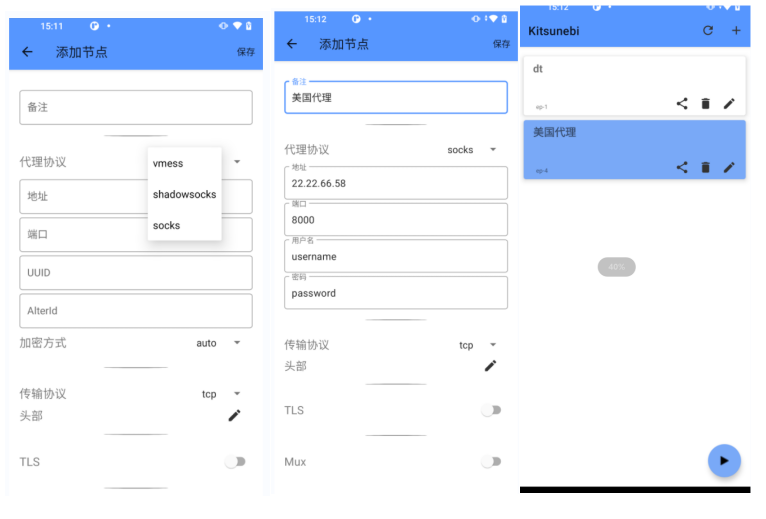 15:11
添加节点
保存
备注
代理协议
vmess
shadowsocks
socks
地址
端口
UUID
AlterId
加密方式
auto
传输协议
tcp
头部
TLS
15:12
添加节点
保存
备注
美国代理
代理协议
socks
地址
22.22.66.58
端口
8000
用户名
username
密码
password
传输协议
tcp
头部
TLS
Mux
15:12
Kitsunebi
dt
ep-1
美国代理
ep-4
40%